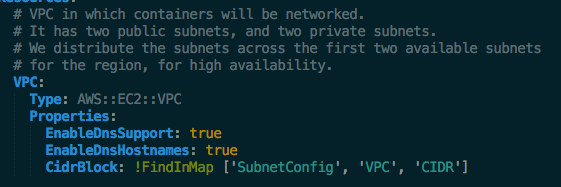 Resources:
# VPC in which containers will be networked.
# It has two public subnets, and two private subnets.
# We distribute the subnets across the first two available subnets
# for the region, for high availability.
VPC:
Type: AWS::EC2::VPC
Properties:
EnableDnsSupport: true
EnableDnsHostnames: true
CidrBlock: !FindInMap ['SubnetConfig', 'VPC', 'CIDR']